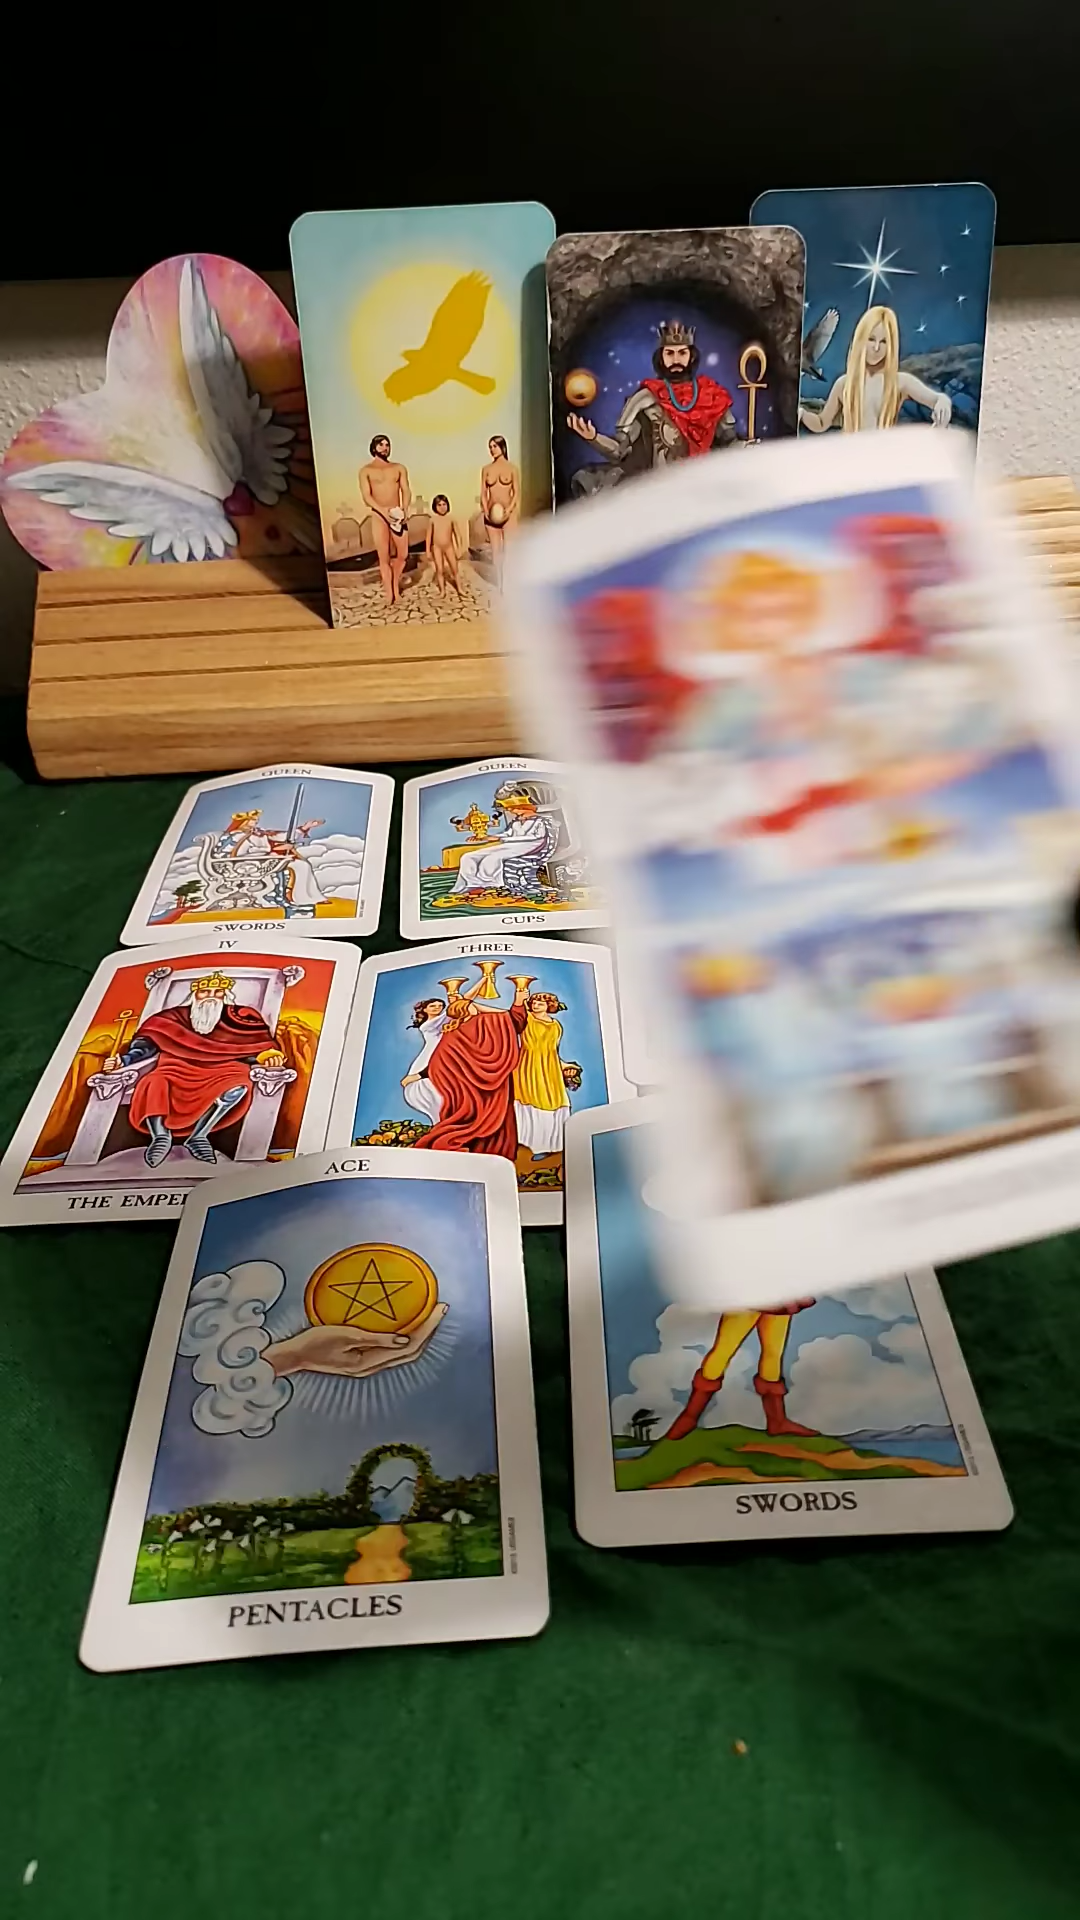 QUEEN
SWORDS
QUEEN
CUPS
IV
THE EMPE
THREE
ACE
PENTACLES
SWORDS